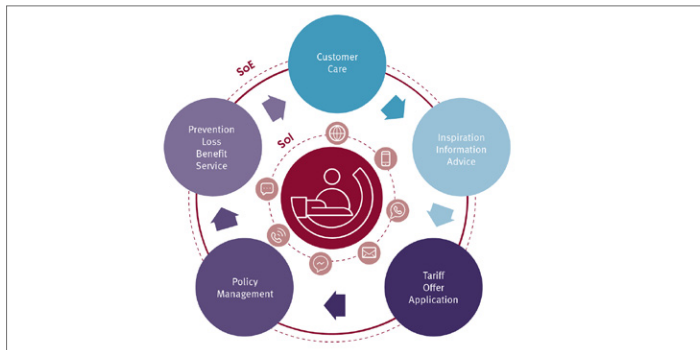 SoE
Customer
Care
Prevention
Loss
Benefit
Service
SoI
Inspiration
Information
Advice
Policy
Management
Tariff
Offer
Application